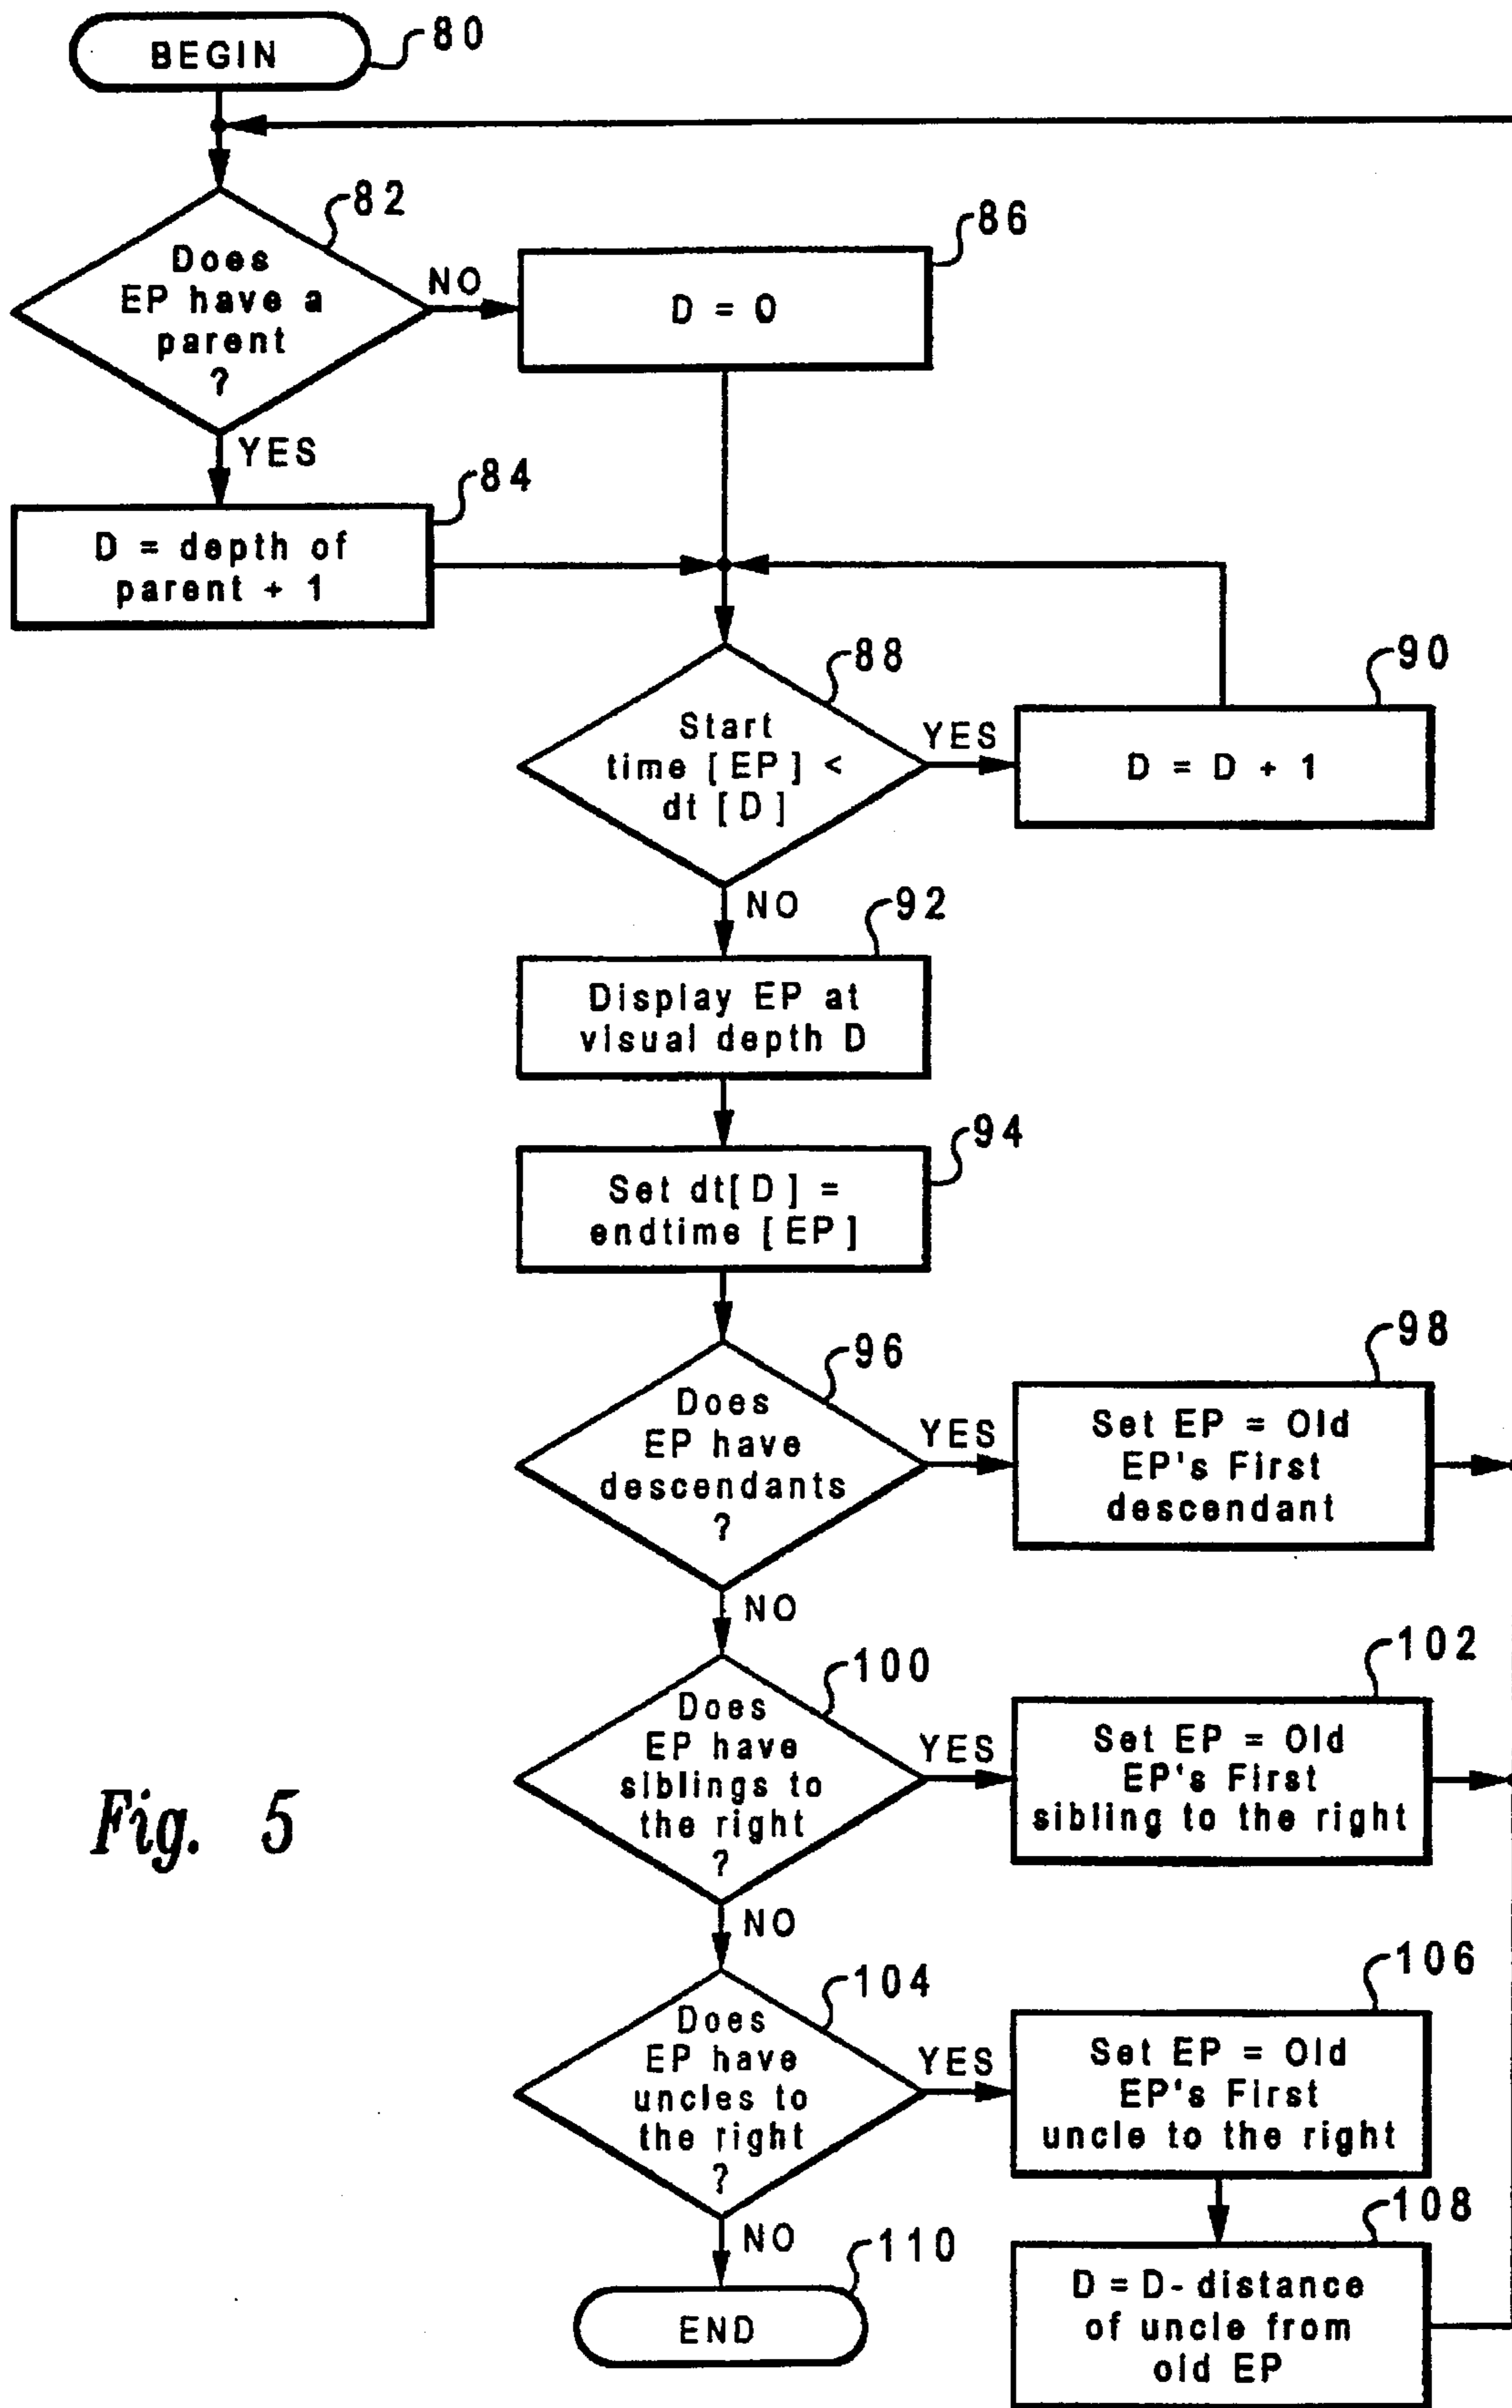 BEGIN
80
82
Does
EP have a
parent
?
NO
86
D = 0
YES
84
D = depth of
parent + 1
88
Start
time [ EP ] <
dt [ D ]
YES
90
D = D + 1
NO
92
Display EP at
visual depth D
94
Set dt[ D ] =
endtime [ EP ]
96
Does
EP have
descendants
?
YES
98
Set EP = Old
EP's First
descendant
NO
100
Does
EP have
siblings to
the right
?
YES
102
Set EP = Old
EP's First
sibling to the right
NO
104
Does
EP have
uncles to
the right
?
YES
106
Set EP = Old
EP's First
uncle to the right
108
D = D - distance
of uncle from
old EP
NO
110
END
Fig. 5